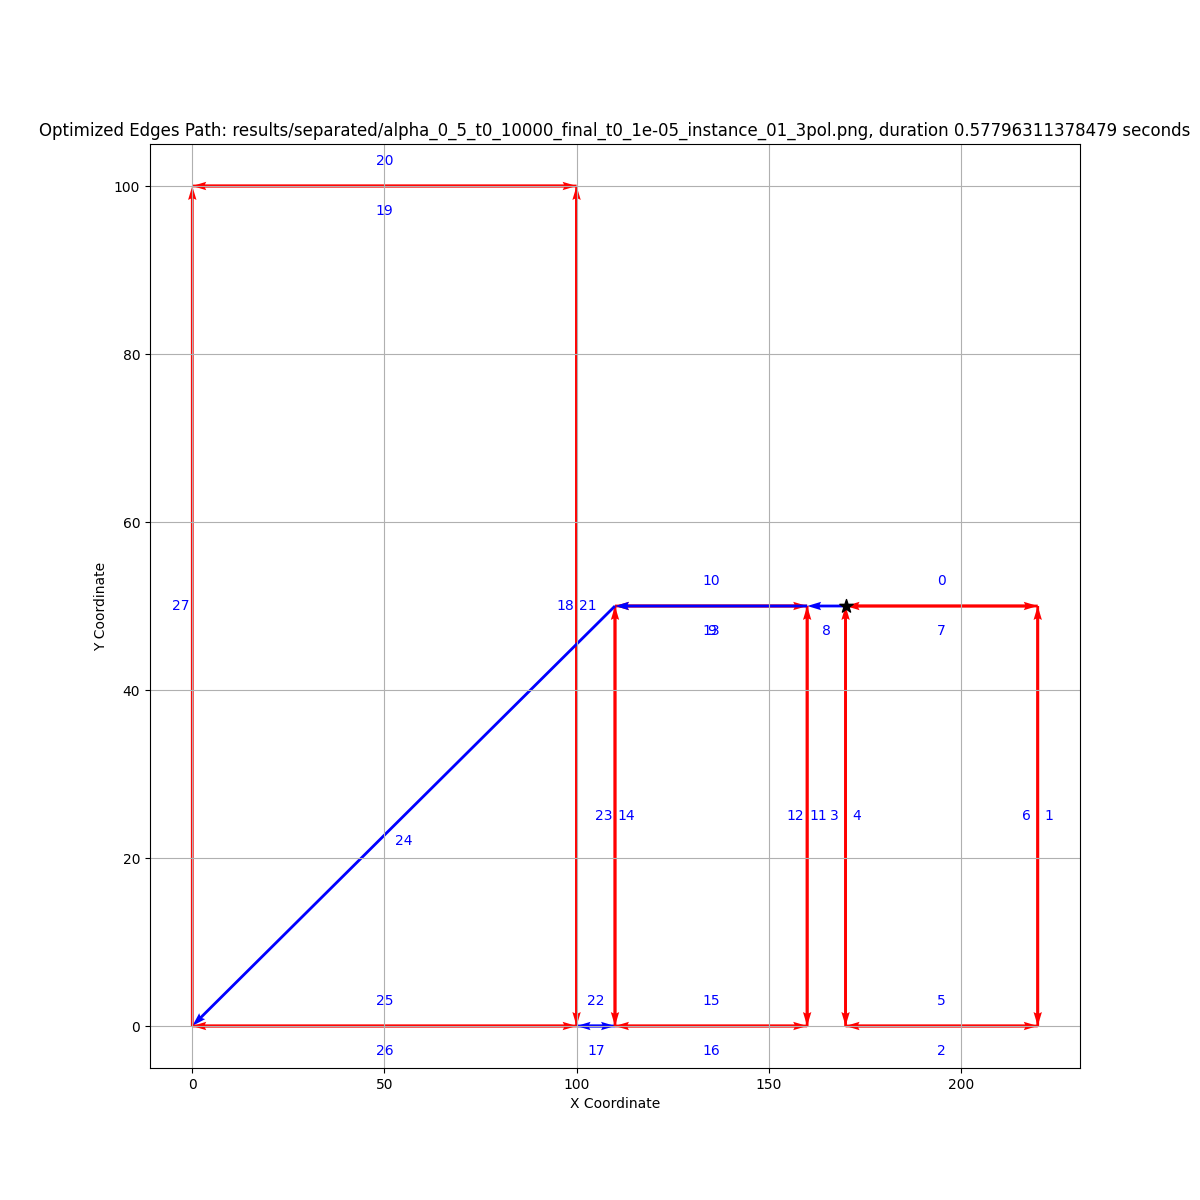 Optimized Edges Path: results/separated/alpha_0_5_t0_10000_final_t0_1e-05_instance_01_3pol.png, duration 0.57796311378479 seconds
20
100
19
80
60
10 0
27 18 21
13 9 8 7
Y Coordinate
40
23 14 12 11 3 4 6 1
24
20
25 22 15 5
0
26 17 16 2
0 50 100 150 200
X Coordinate